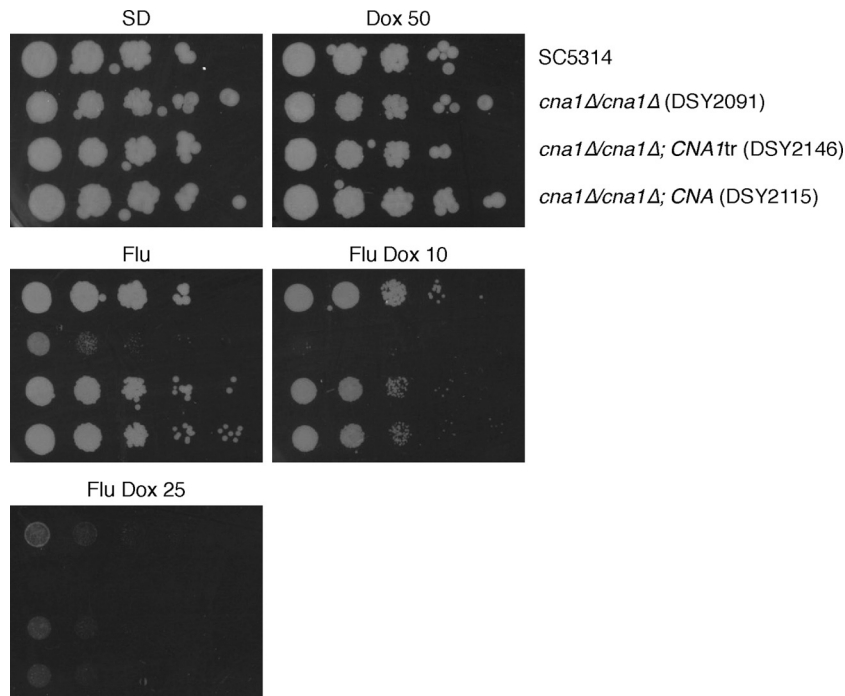 SD
Dox 50
SC5314
cna1Δ/cna1Δ (DSY2091)
cna1Δ/cna1Δ; CNA1tr (DSY2146)
cna1Δ/cna1Δ; CNA (DSY2115)
Flu
Flu Dox 10
Flu Dox 25